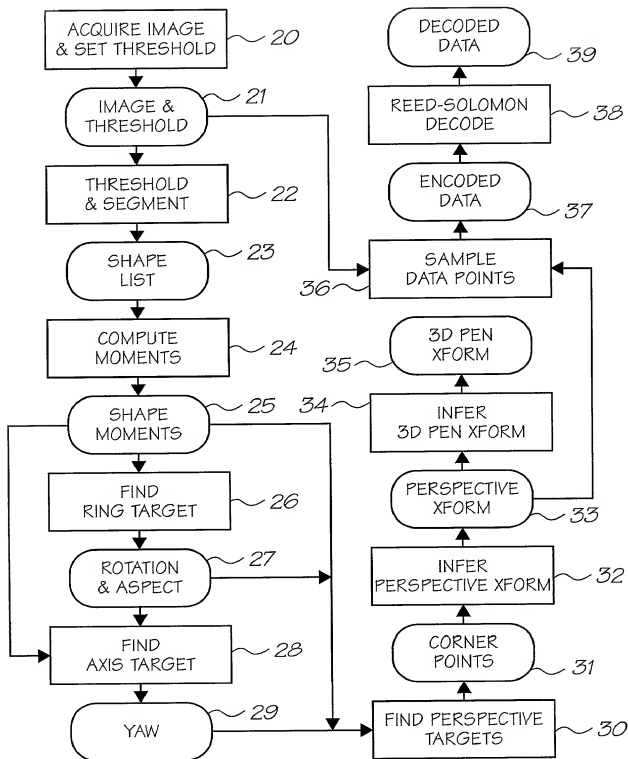 ACQUIRE IMAGE
& SET THRESHOLD
20
IMAGE &
THRESHOLD
21
THRESHOLD
& SEGMENT
22
SHAPE
LIST
23
COMPUTE
MOMENTS
24
SHAPE
MOMENTS
25
FIND
RING TARGET
26
ROTATION
& ASPECT
27
FIND
AXIS TARGET
28
YAW
29
DECODED
DATA
39
REED-SOLOMON
DECODE
38
ENCODED
DATA
37
SAMPLE
DATA POINTS
36
3D PEN
XFORM
35
34
INFER
3D PEN XFORM
PERSPECTIVE
XFORM
33
INFER
PERSPECTIVE XFORM
32
CORNER
POINTS
31
FIND PERSPECTIVE
TARGETS
30